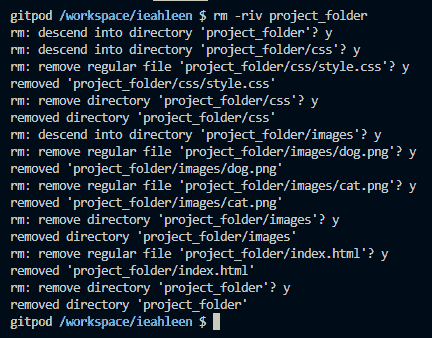 gitpod /workspace/ieahleen $ rm -riv project_folder
rm: descend into directory 'project_folder'? y
rm: descend into directory 'project_folder/css'? y
rm: remove regular file 'project_folder/css/style.css'? y
removed 'project_folder/css/style.css'
rm: remove directory 'project_folder/css'? y
removed directory 'project_folder/css'
rm: descend into directory 'project_folder/images'? y
rm: remove regular file 'project_folder/images/dog.png'? y
removed 'project_folder/images/dog.png'
rm: remove regular file 'project_folder/images/cat.png'? y
removed 'project_folder/images/cat.png'
rm: remove directory 'project_folder/images'? y
removed directory 'project_folder/images'
rm: remove regular file 'project_folder/index.html'? y
removed 'project_folder/index.html'
rm: remove directory 'project_folder'? y
removed directory 'project_folder'
gitpod /workspace/ieahleen $